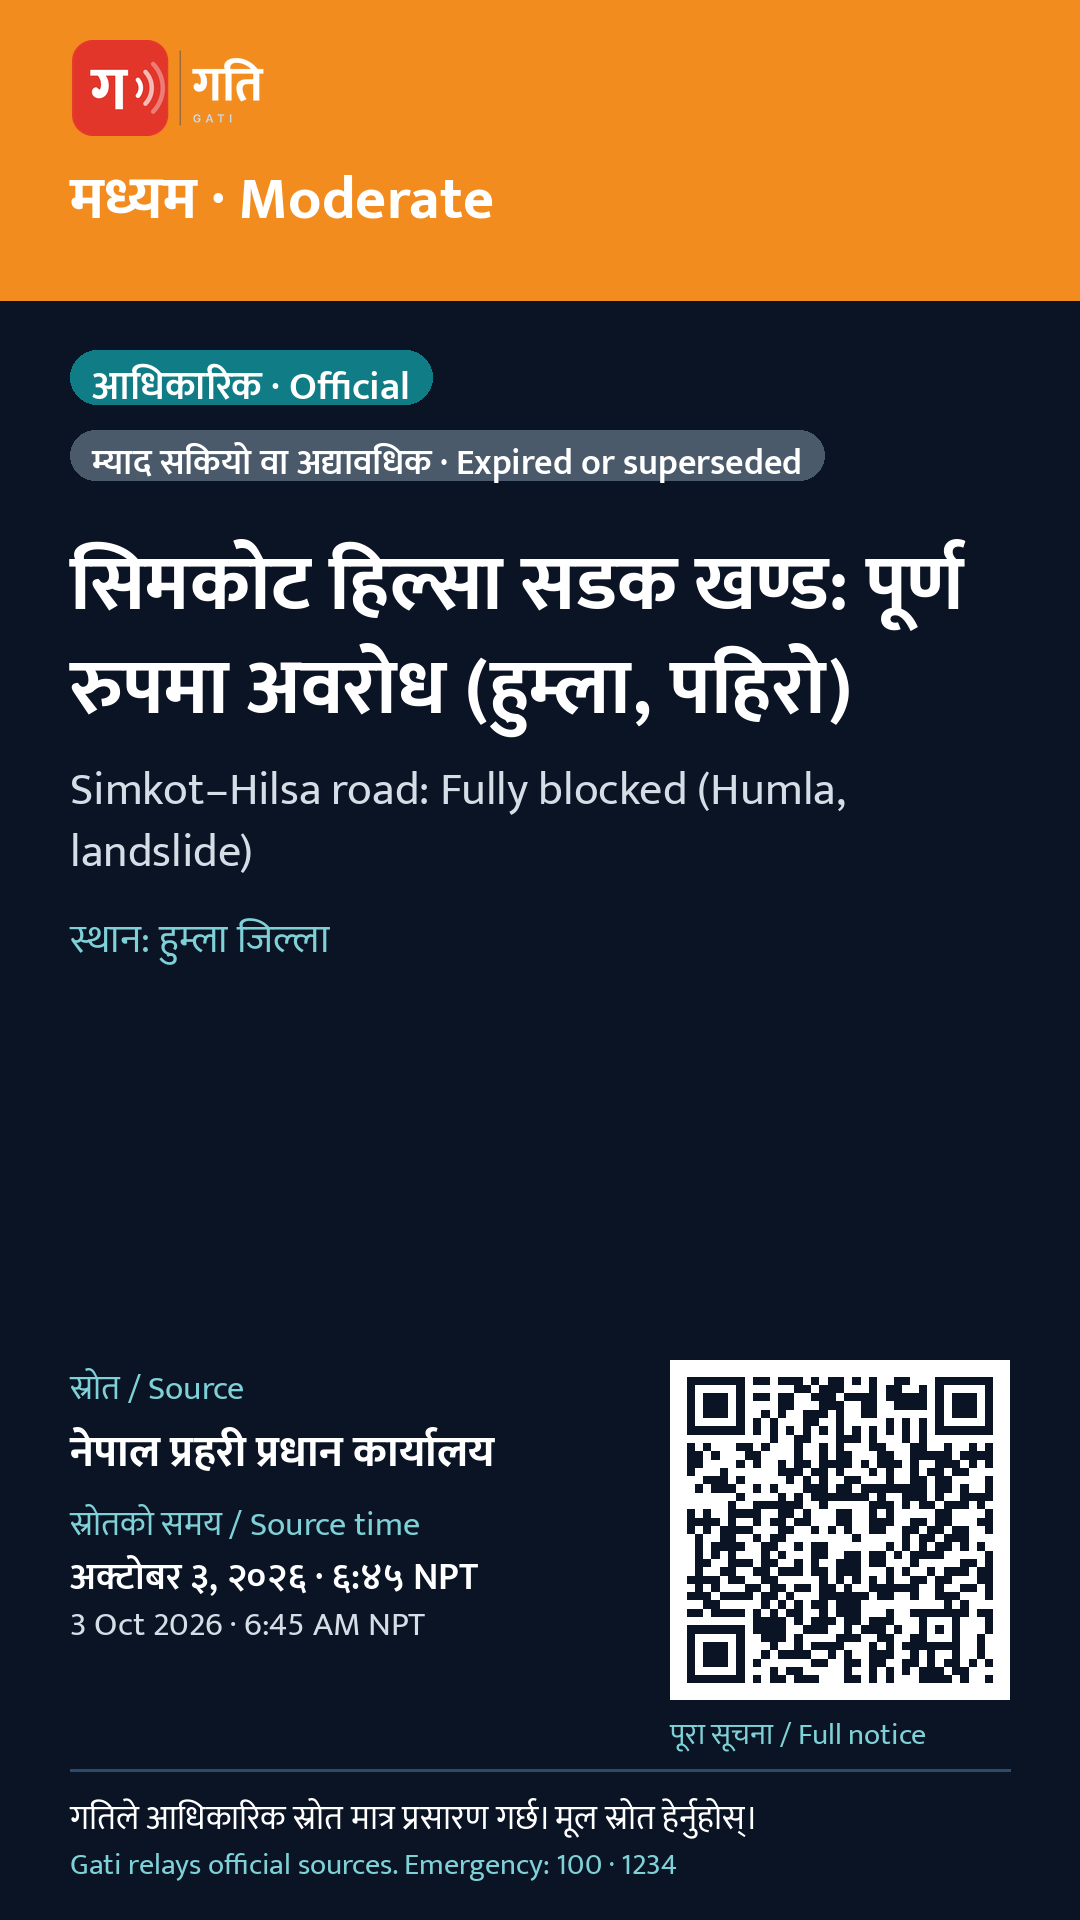 ग
गति
GATI
मध्यम · Moderate
आधिकारिक · Official
म्याद सकियो वा अद्यावधिक · Expired or superseded
सिमकोट हिल्सा सडक खण्ड: पूर्ण
रुपमा अवरोध (हुम्ला, पहिरो)
Simkot–Hilsa road: Fully blocked (Humla,
landslide)
स्थान: हुम्ला जिल्ला
स्रोत / Source
नेपाल प्रहरी प्रधान कार्यालय
स्रोतको समय / Source time
अक्टोबर ३, २०२६ · ६:४५ NPT
3 Oct 2026 · 6:45 AM NPT
पूरा सूचना / Full notice
गतिले आधिकारिक स्रोत मात्र प्रसारण गर्छ। मूल स्रोत हेर्नुहोस्।
Gati relays official sources. Emergency: 100 · 1234